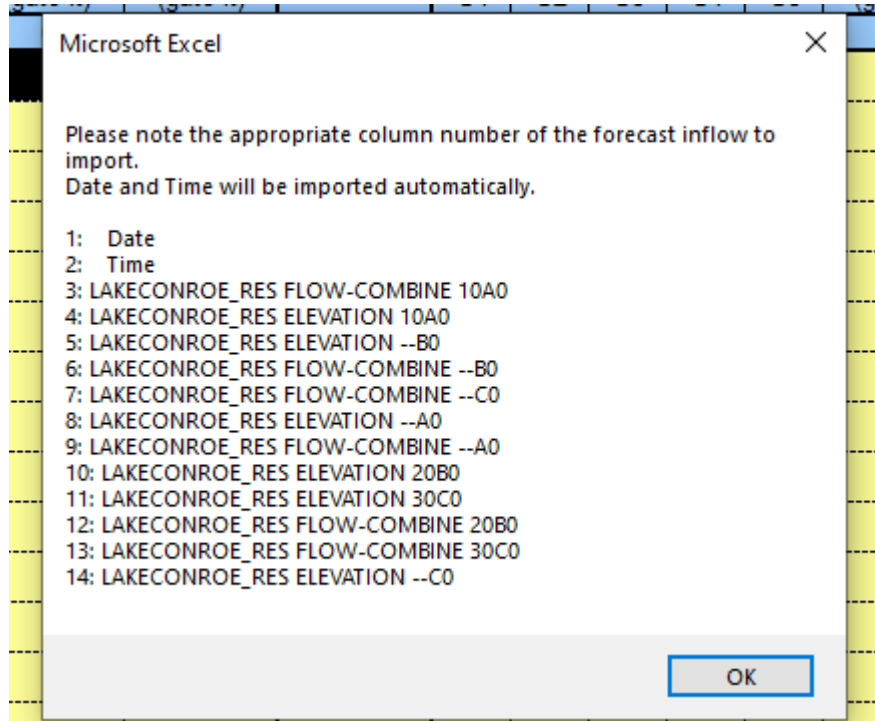 Microsoft Excel
Please note the appropriate column number of the forecast inflow to
import.
Date and Time will be imported automatically.
1: Date
2: Time
3: LAKECONROE_RES FLOW-COMBINE 10A0
4: LAKECONROE_RES ELEVATION 10A0
5: LAKECONROE_RES ELEVATION --B0
6: LAKECONROE_RES FLOW-COMBINE --B0
7: LAKECONROE_RES FLOW-COMBINE --C0
8: LAKECONROE_RES ELEVATION --A0
9: LAKECONROE_RES FLOW-COMBINE --A0
10: LAKECONROE_RES ELEVATION 20B0
11: LAKECONROE_RES ELEVATION 30C0
12: LAKECONROE_RES FLOW-COMBINE 20B0
13: LAKECONROE_RES FLOW-COMBINE 30C0
14: LAKECONROE_RES ELEVATION --C0
OK